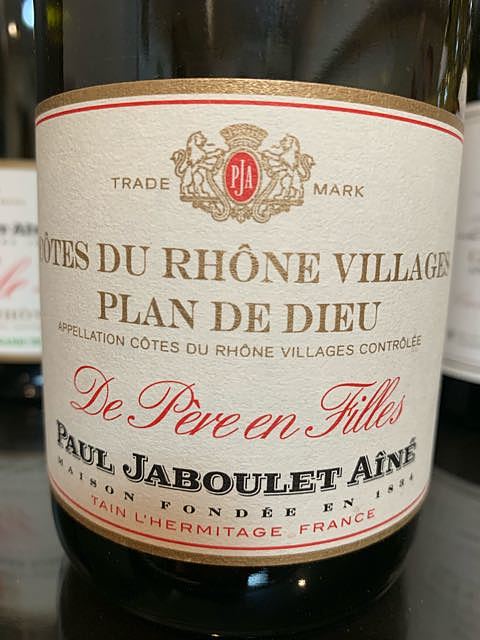 PJA
TRADE MARK
CÔTES DU RHÔNE VILLAGES
PLAN DE DIEU
APPELLATION CÔTES DU RHÔNE VILLAGES CONTRÔLÉE
De Père en Filles
PAUL JABOULET AÎNÉ
MAISON FONDÉE EN 1834
TAIN L'HERMITAGE FRANCE